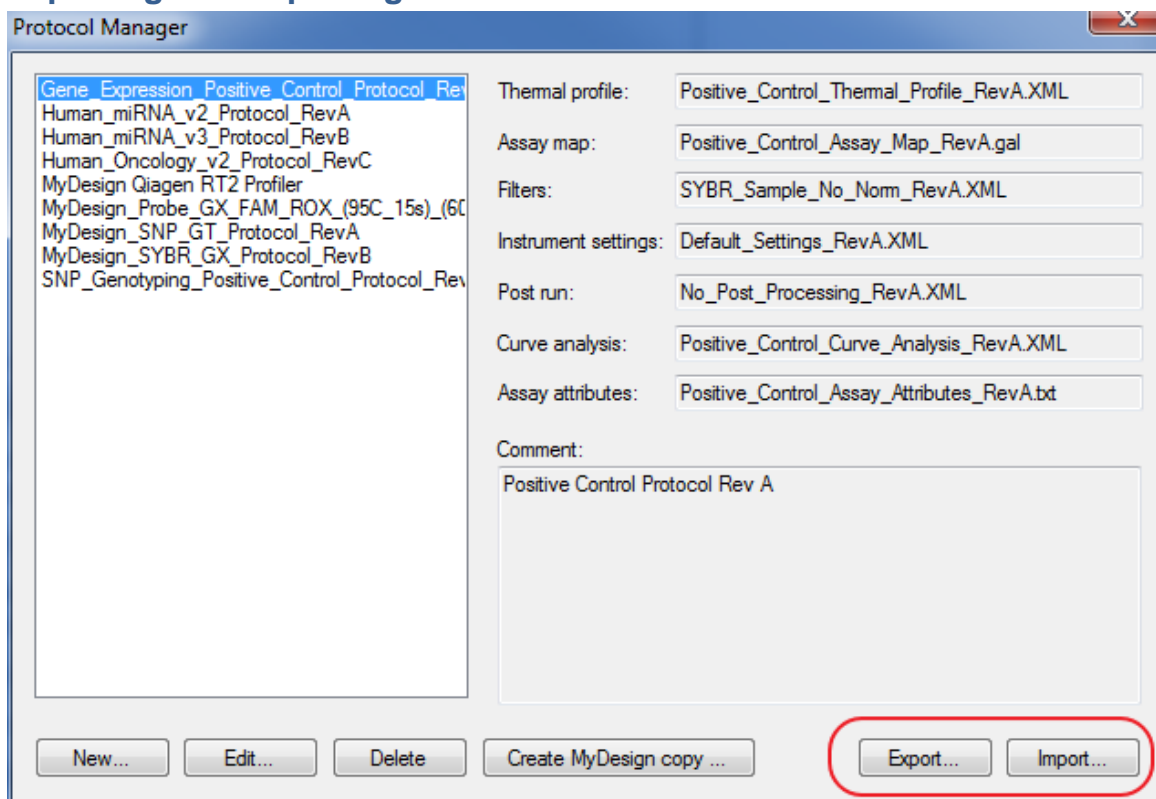 Protocol Manager
X
Gene_Expression_Positive_Control_Protocol_Rev
Human_miRNA_v2_Protocol_RevA
Human_miRNA_v3_Protocol_RevB
Human_Oncology_v2_Protocol_RevC
MyDesign Qiagen RT2 Profiler
MyDesign_Probe_GX_FAM_ROX_(95C_15s)_(60
MyDesign_SNP_GT_Protocol_RevA
MyDesign_SYBR_GX_Protocol_RevB
SNP_Genotyping_Positive_Control_Protocol_Rev
Thermal profile: Positive_Control_Thermal_Profile_RevA.XML
Assay map: Positive_Control_Assay_Map_RevA.gal
Filters: SYBR_Sample_No_Norm_RevA.XML
Instrument settings: Default_Settings_RevA.XML
Post run: No_Post_Processing_RevA.XML
Curve analysis: Positive_Control_Curve_Analysis_RevA.XML
Assay attributes: Positive_Control_Assay_Attributes_RevA.txt
Comment:
Positive Control Protocol Rev A
New... Edit... Delete Create MyDesign copy ... Export... Import...